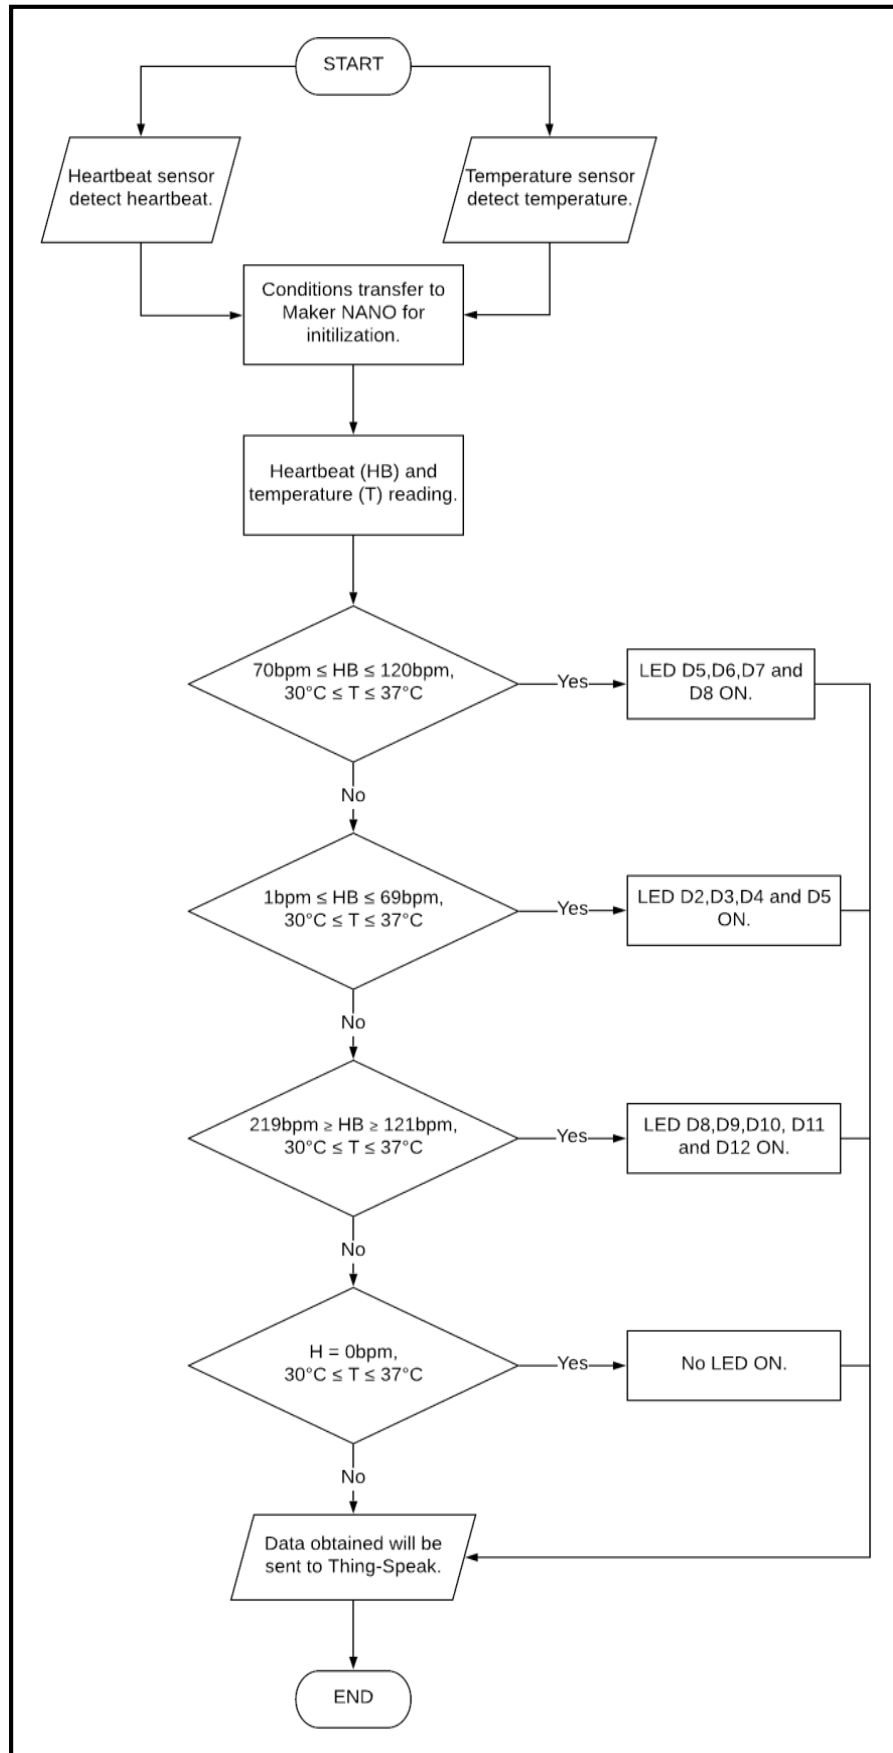 START
Heartbeat sensor
detect heartbeat.
Temperature sensor
detect temperature.
Conditions transfer to
Maker NANO for
initilization.
Heartbeat (HB) and
temperature (T) reading.
70bpm ≤ HB ≤ 120bpm,
30°C ≤ T ≤ 37°C
Yes
LED D5,D6,D7 and
D8 ON.
No
1bpm ≤ HB ≤ 69bpm,
30°C ≤ T ≤ 37°C
Yes
LED D2,D3,D4 and D5
ON.
No
219bpm ≥ HB ≥ 121bpm,
30°C ≤ T ≤ 37°C
Yes
LED D8,D9,D10, D11
and D12 ON.
No
H = 0bpm,
30°C ≤ T ≤ 37°C
Yes
No LED ON.
No
Data obtained will be
sent to Thing-Speak.
END